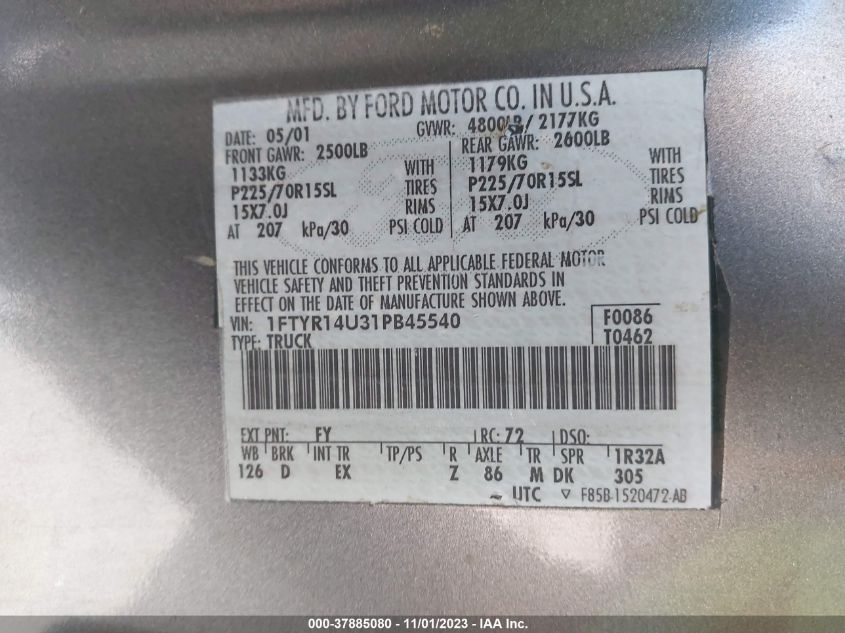 MFD. BY FORD MOTOR CO. IN U.S.A.
DATE: 05/01 GVWR: 4800LB/ 2177KG
FRONT GAWR: 2500LB REAR GAWR: 2600LB
1133KG WITH 1179KG WITH
P225/70R15SL TIRES P225/70R15SL TIRES
15X7.0J RIMS 15X7.0J RIMS
AT 207 kPa/30 PSI COLD AT 207 kPa/30 PSI COLD
THIS VEHICLE CONFORMS TO ALL APPLICABLE FEDERAL MOTOR
VEHICLE SAFETY AND THEFT PREVENTION STANDARDS IN
EFFECT ON THE DATE OF MANUFACTURE SHOWN ABOVE.
VIN: 1FTYR14U31PB45540 F0086
TYPE: TRUCK T0462
EXT PNT: FY RC: 72 DSO:
WB BRK INT TR TP/PS R AXLE TR SPR 1R32A
126 D EX Z 86 M DK 305
UTC F85B-1520472-AB
000-37885080 - 11/01/2023 - IAA Inc.